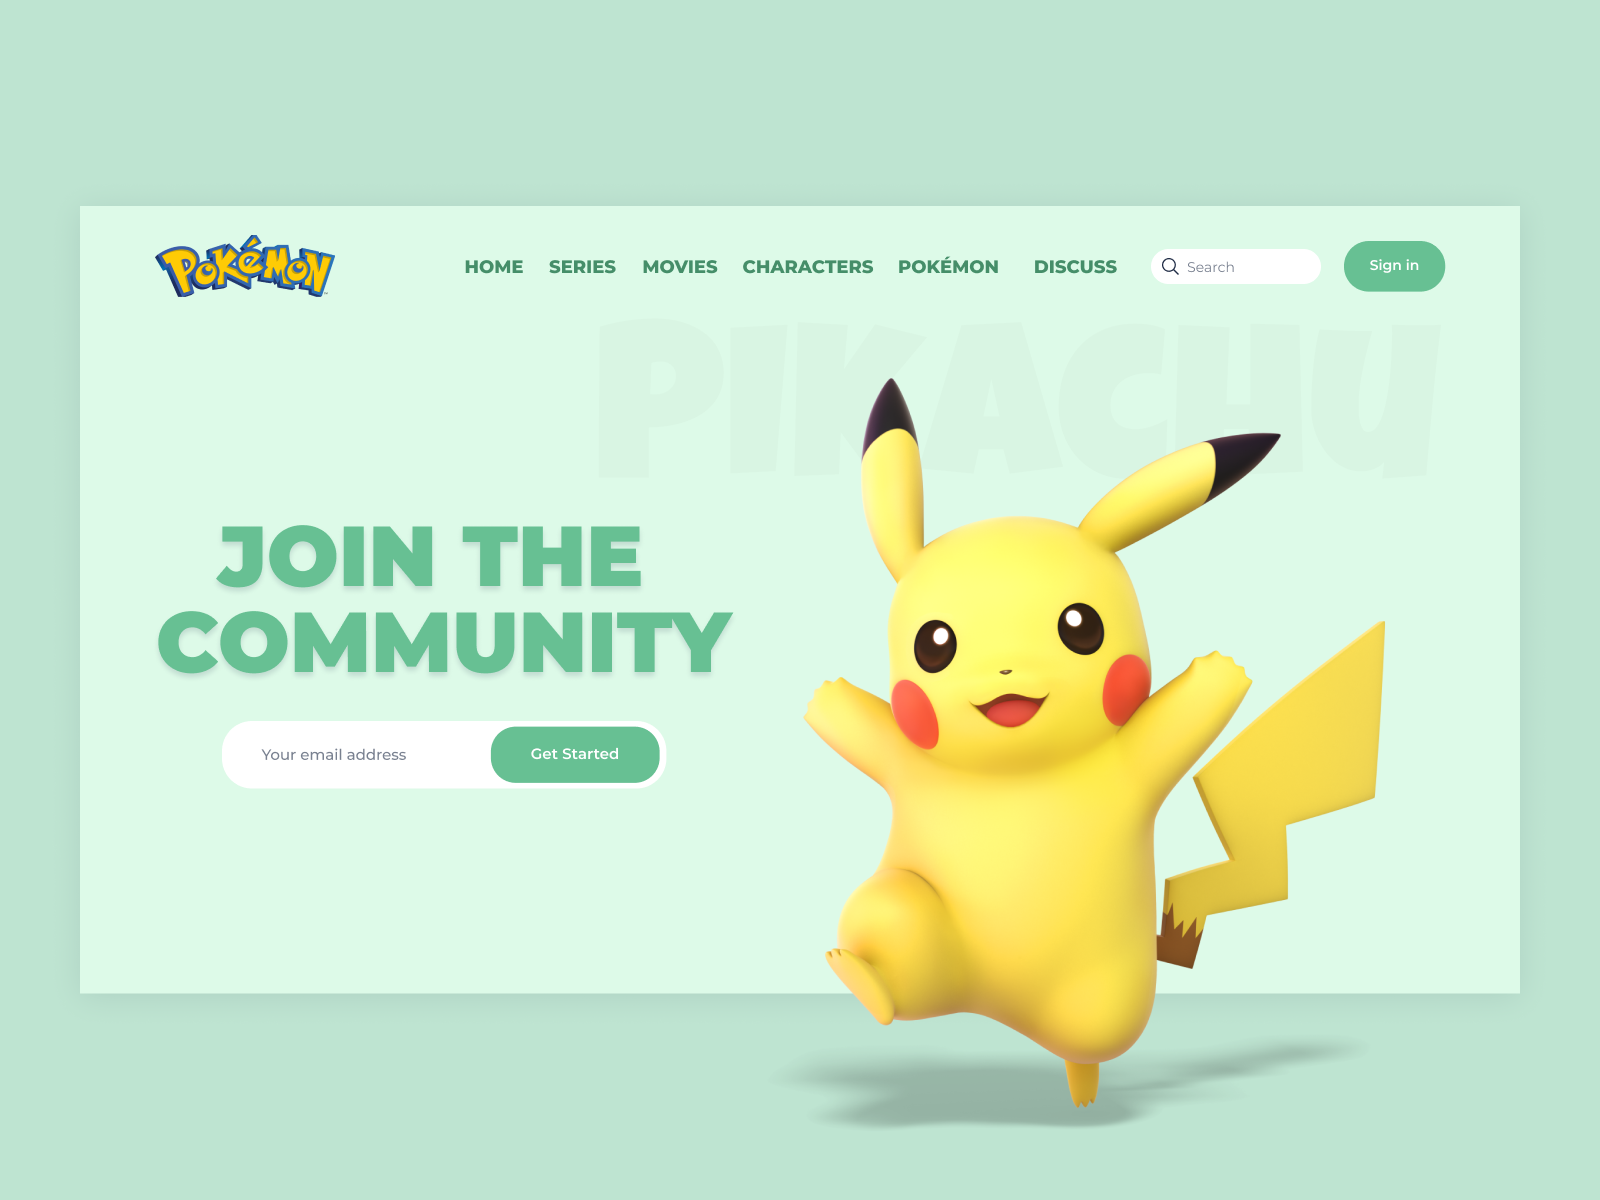 POKéMON
HOME SERIES MOVIES CHARACTERS POKÉMON DISCUSS Search Sign in
PIKACHU
JOIN THE
COMMUNITY
Your email address Get Started